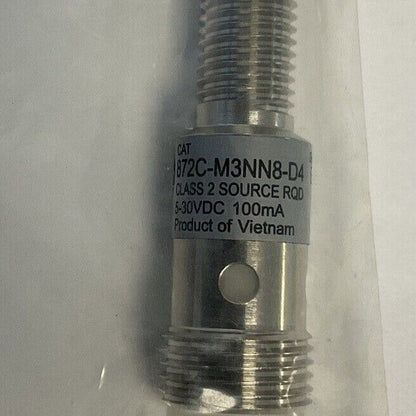 CAT
872C-M3NN8-D4
CLASS 2 SOURCE RQD
5-30VDC 100mA
Product of Vietnam